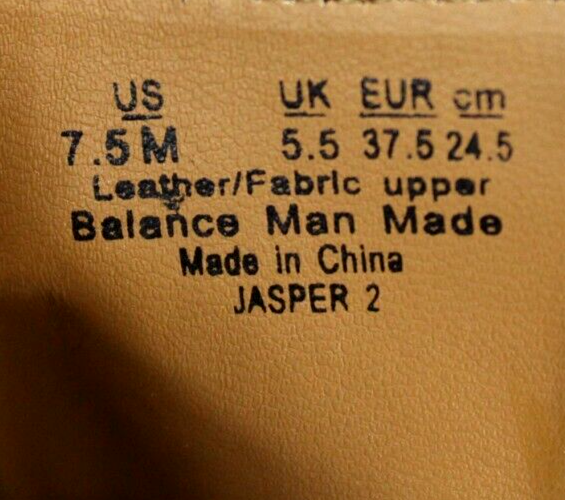 US UK EUR cm
7.5 M 5.5 37.5 24.5
Leather/Fabric upper
Balance Man Made
Made in China
JASPER 2